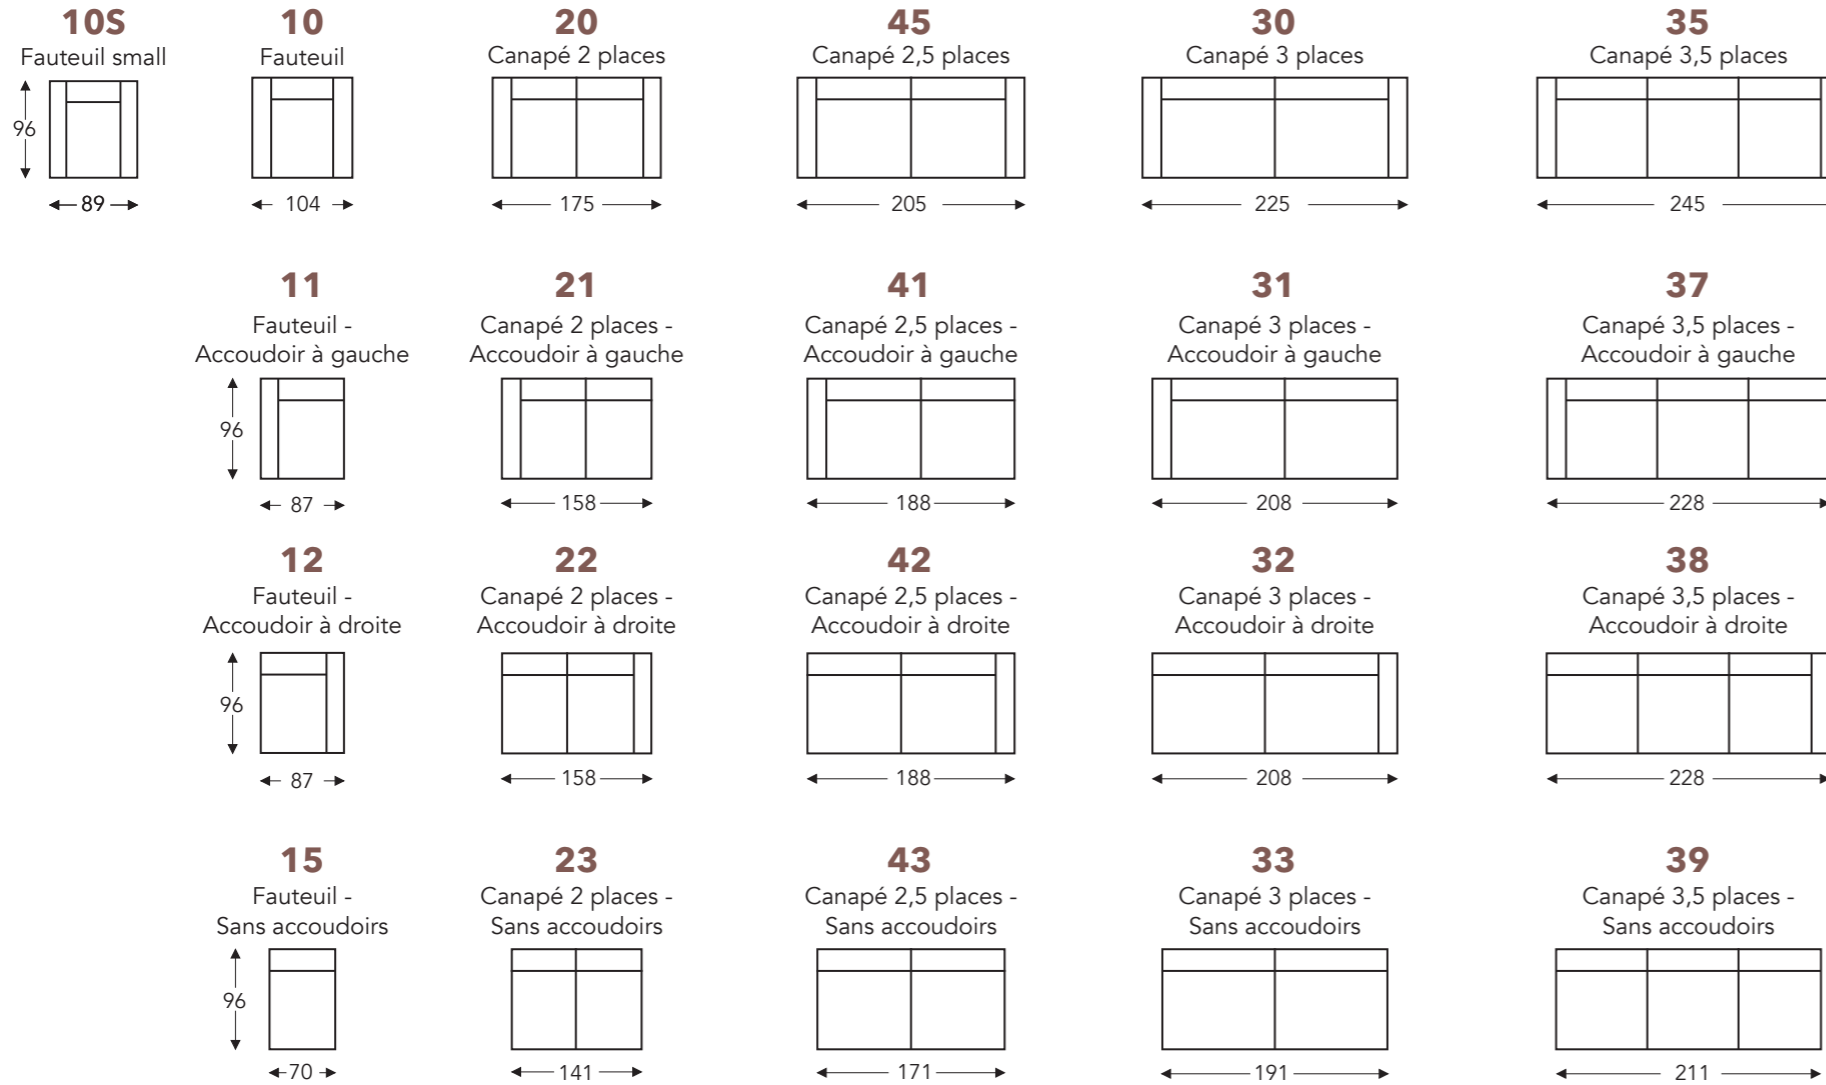 10S
Fauteuil small
96
89
10
Fauteuil
104
20
Canapé 2 places
175
45
Canapé 2,5 places
205
30
Canapé 3 places
225
35
Canapé 3,5 places
245
11
Fauteuil -
Accoudoir à gauche
96
87
21
Canapé 2 places -
Accoudoir à gauche
158
41
Canapé 2,5 places -
Accoudoir à gauche
188
31
Canapé 3 places -
Accoudoir à gauche
208
37
Canapé 3,5 places -
Accoudoir à gauche
228
12
Fauteuil -
Accoudoir à droite
96
87
22
Canapé 2 places -
Accoudoir à droite
158
42
Canapé 2,5 places -
Accoudoir à droite
188
32
Canapé 3 places -
Accoudoir à droite
208
38
Canapé 3,5 places -
Accoudoir à droite
228
15
Fauteuil -
Sans accoudoirs
96
70
23
Canapé 2 places -
Sans accoudoirs
141
43
Canapé 2,5 places -
Sans accoudoirs
171
33
Canapé 3 places -
Sans accoudoirs
191
39
Canapé 3,5 places -
Sans accoudoirs
211